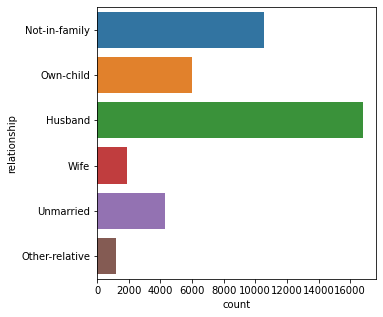 relationship
Not-in-family
Own-child
Husband
Wife
Unmarried
Other-relative
0 2000 4000 6000 8000 10000 12000 14000 16000
count